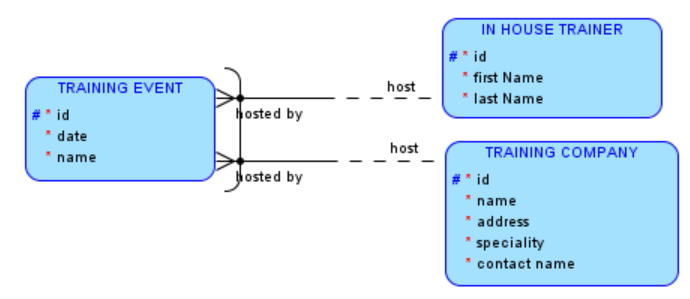 TRAINING EVENT
# * id
* date
* name
hosted by
hosted by
host
host
IN HOUSE TRAINER
# * id
* first Name
* last Name
TRAINING COMPANY
# * id
* name
* address
* speciality
* contact name